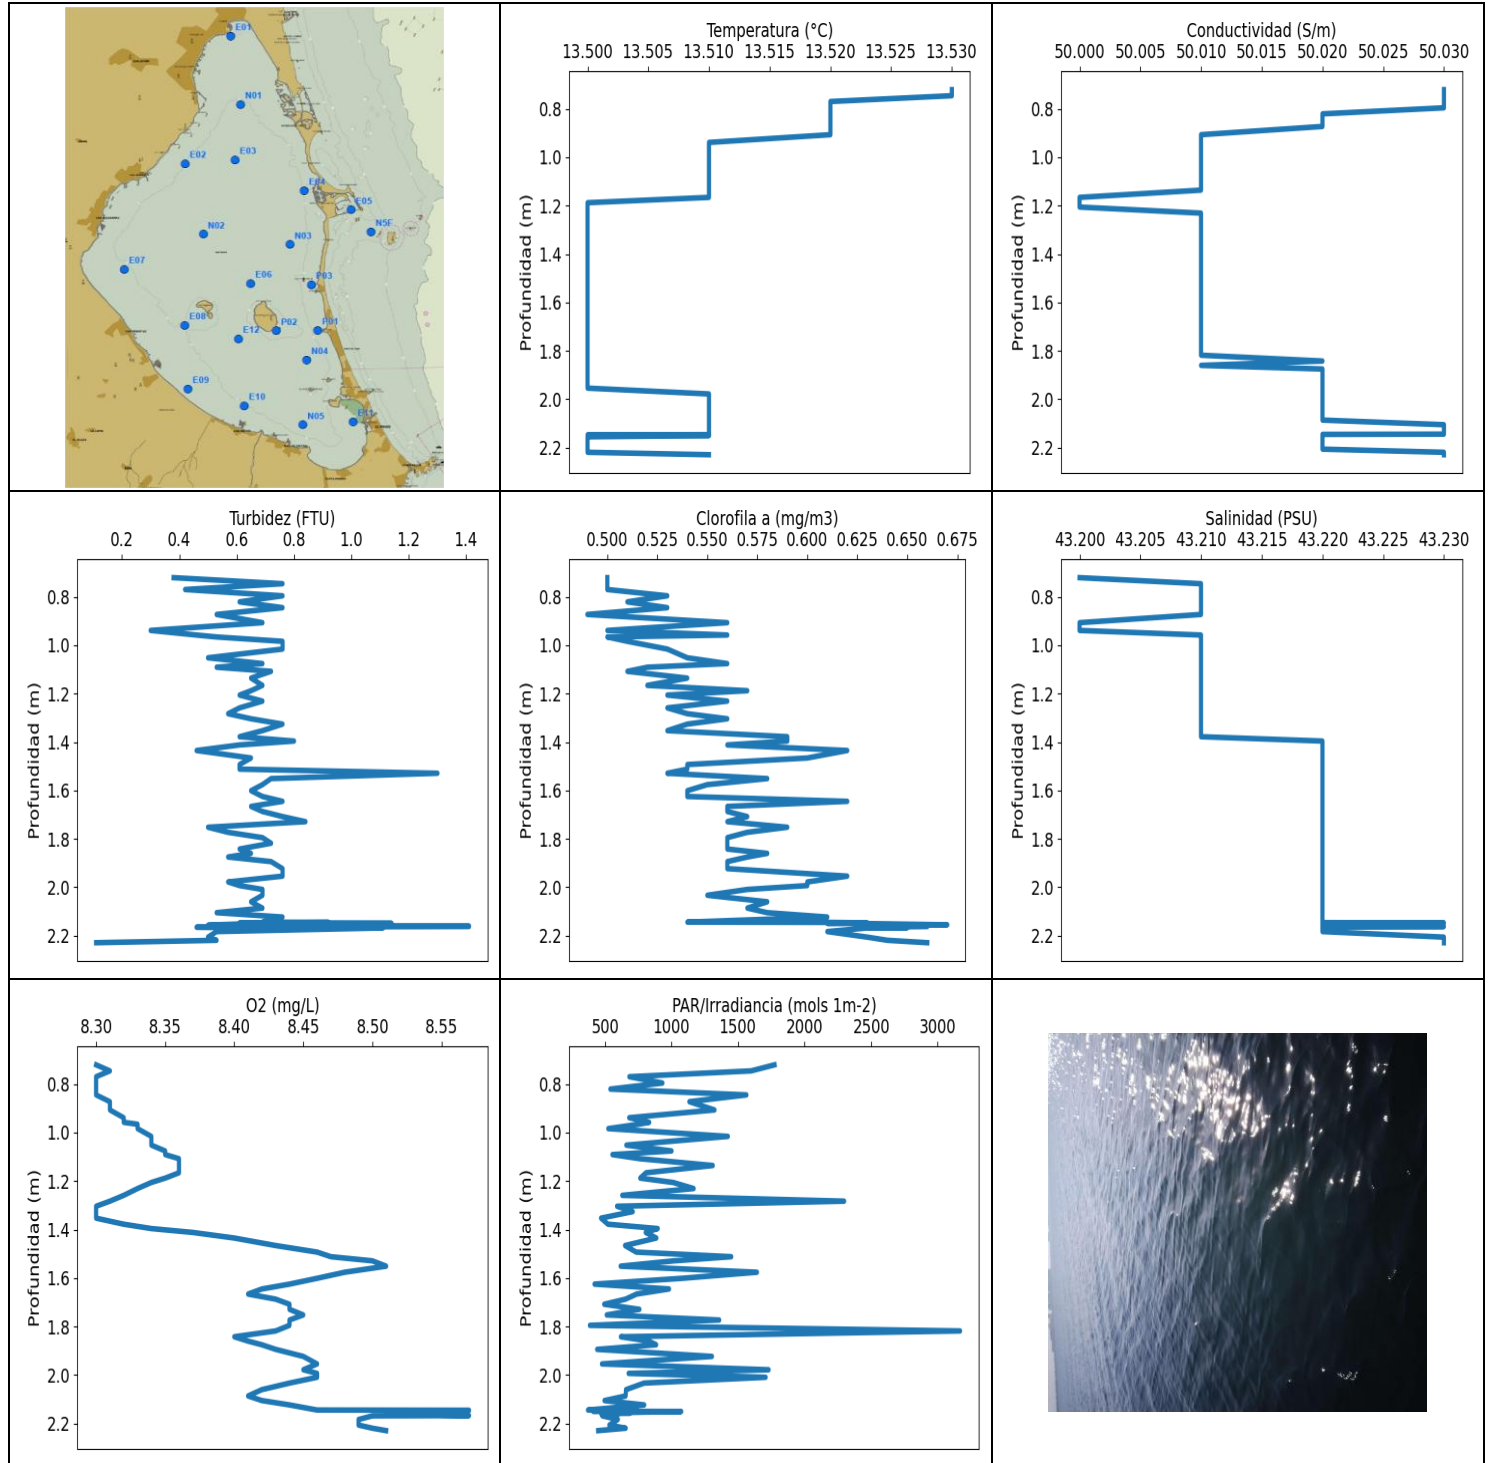 E01
N01
E02
E03
E04
E05
N5F
N02
N03
E07
E06
P03
E08
P02
P01
E12
N04
E09
E10
N05
E11
Temperatura (°C)
13.500 13.505 13.510 13.515 13.520 13.525 13.530
Profundidad (m)
0.8
1.0
1.2
1.4
1.6
1.8
2.0
2.2
Conductividad (S/m)
50.000 50.005 50.010 50.015 50.020 50.025 50.030
Profundidad (m)
0.8
1.0
1.2
1.4
1.6
1.8
2.0
2.2
Turbidez (FTU)
0.2 0.4 0.6 0.8 1.0 1.2 1.4
Profundidad (m)
0.8
1.0
1.2
1.4
1.6
1.8
2.0
2.2
Clorofila a (mg/m3)
0.500 0.525 0.550 0.575 0.600 0.625 0.650 0.675
Profundidad (m)
0.8
1.0
1.2
1.4
1.6
1.8
2.0
2.2
Salinidad (PSU)
43.200 43.205 43.210 43.215 43.220 43.225 43.230
Profundidad (m)
0.8
1.0
1.2
1.4
1.6
1.8
2.0
2.2
O2 (mg/L)
8.30 8.35 8.40 8.45 8.50 8.55
Profundidad (m)
0.8
1.0
1.2
1.4
1.6
1.8
2.0
2.2
PAR/Irradiancia (mols 1m-2)
500 1000 1500 2000 2500 3000
Profundidad (m)
0.8
1.0
1.2
1.4
1.6
1.8
2.0
2.2